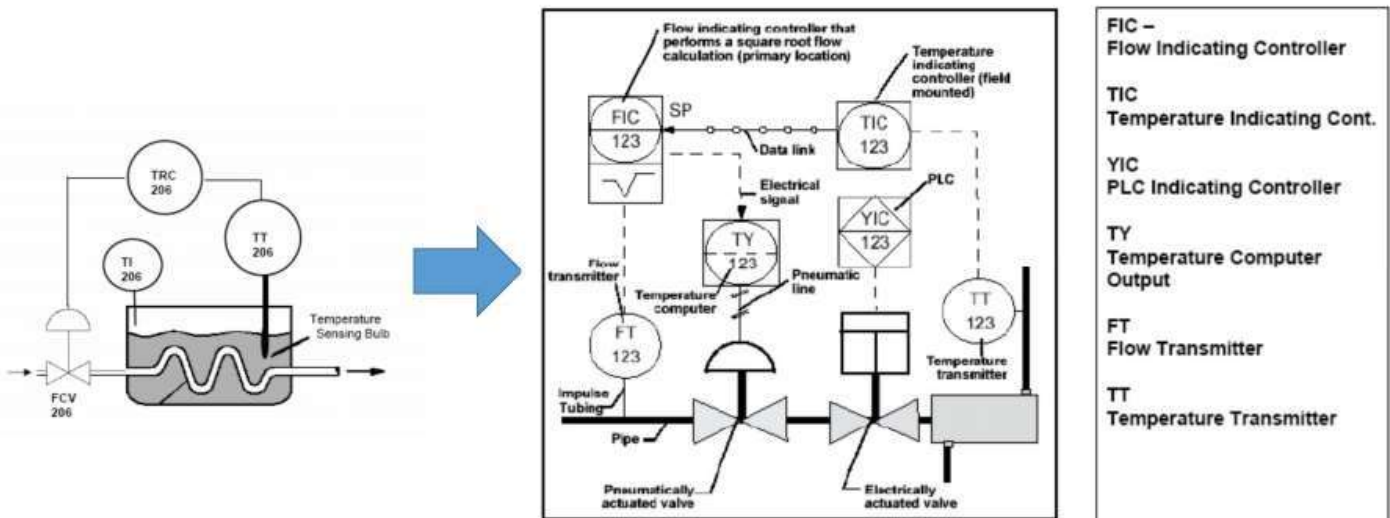 TRC
206
TT
206
TI
206
Temperature
Sensing Bulb
FCV
206
Flow indicating controller that
performs a square root flow
calculation (primary location)
Temperature
indicating
controller (field
mounted)
FIC
123
SP
TIC
123
Data link
Electrical
signal
PLC
YIC
123
TY
123
Flow
transmitter
Temperature
computer
Pneumatic
line
FT
123
TT
123
Temperature
transmitter
Impulse
Tubing
Pipe
Pneumatically
actuated valve
Electrically
actuated valve
FIC –
Flow Indicating Controller
TIC
Temperature Indicating Cont.
YIC
PLC Indicating Controller
TY
Temperature Computer
Output
FT
Flow Transmitter
TT
Temperature Transmitter